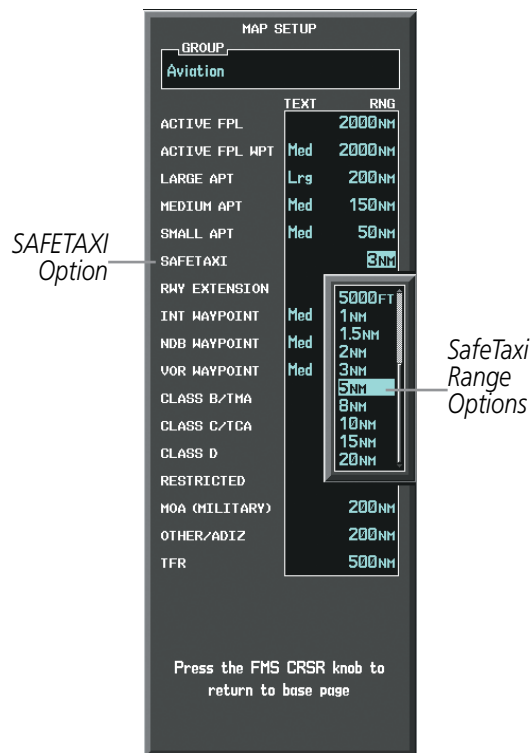 MAP SETUP
GROUP
Aviation
TEXT RNG
ACTIVE FPL 2000NM
ACTIVE FPL WPT Med 2000NM
LARGE APT Lrg 200NM
MEDIUM APT Med 150NM
SMALL APT Med 50NM
SAFETAXI 3NM
RWY EXTENSION
INT WAYPOINT Med
NDB WAYPOINT Med
VOR WAYPOINT Med
CLASS B/TMA
CLASS C/TCA
CLASS D
RESTRICTED
MOA (MILITARY) 200NM
OTHER/ADIZ 200NM
TFR 500NM
5000FT
1NM
1.5NM
2NM
3NM
5NM
8NM
10NM
15NM
20NM
Press the FMS CRSR knob to
return to base page
SAFETAXI
Option
SafeTaxi
Range
Options